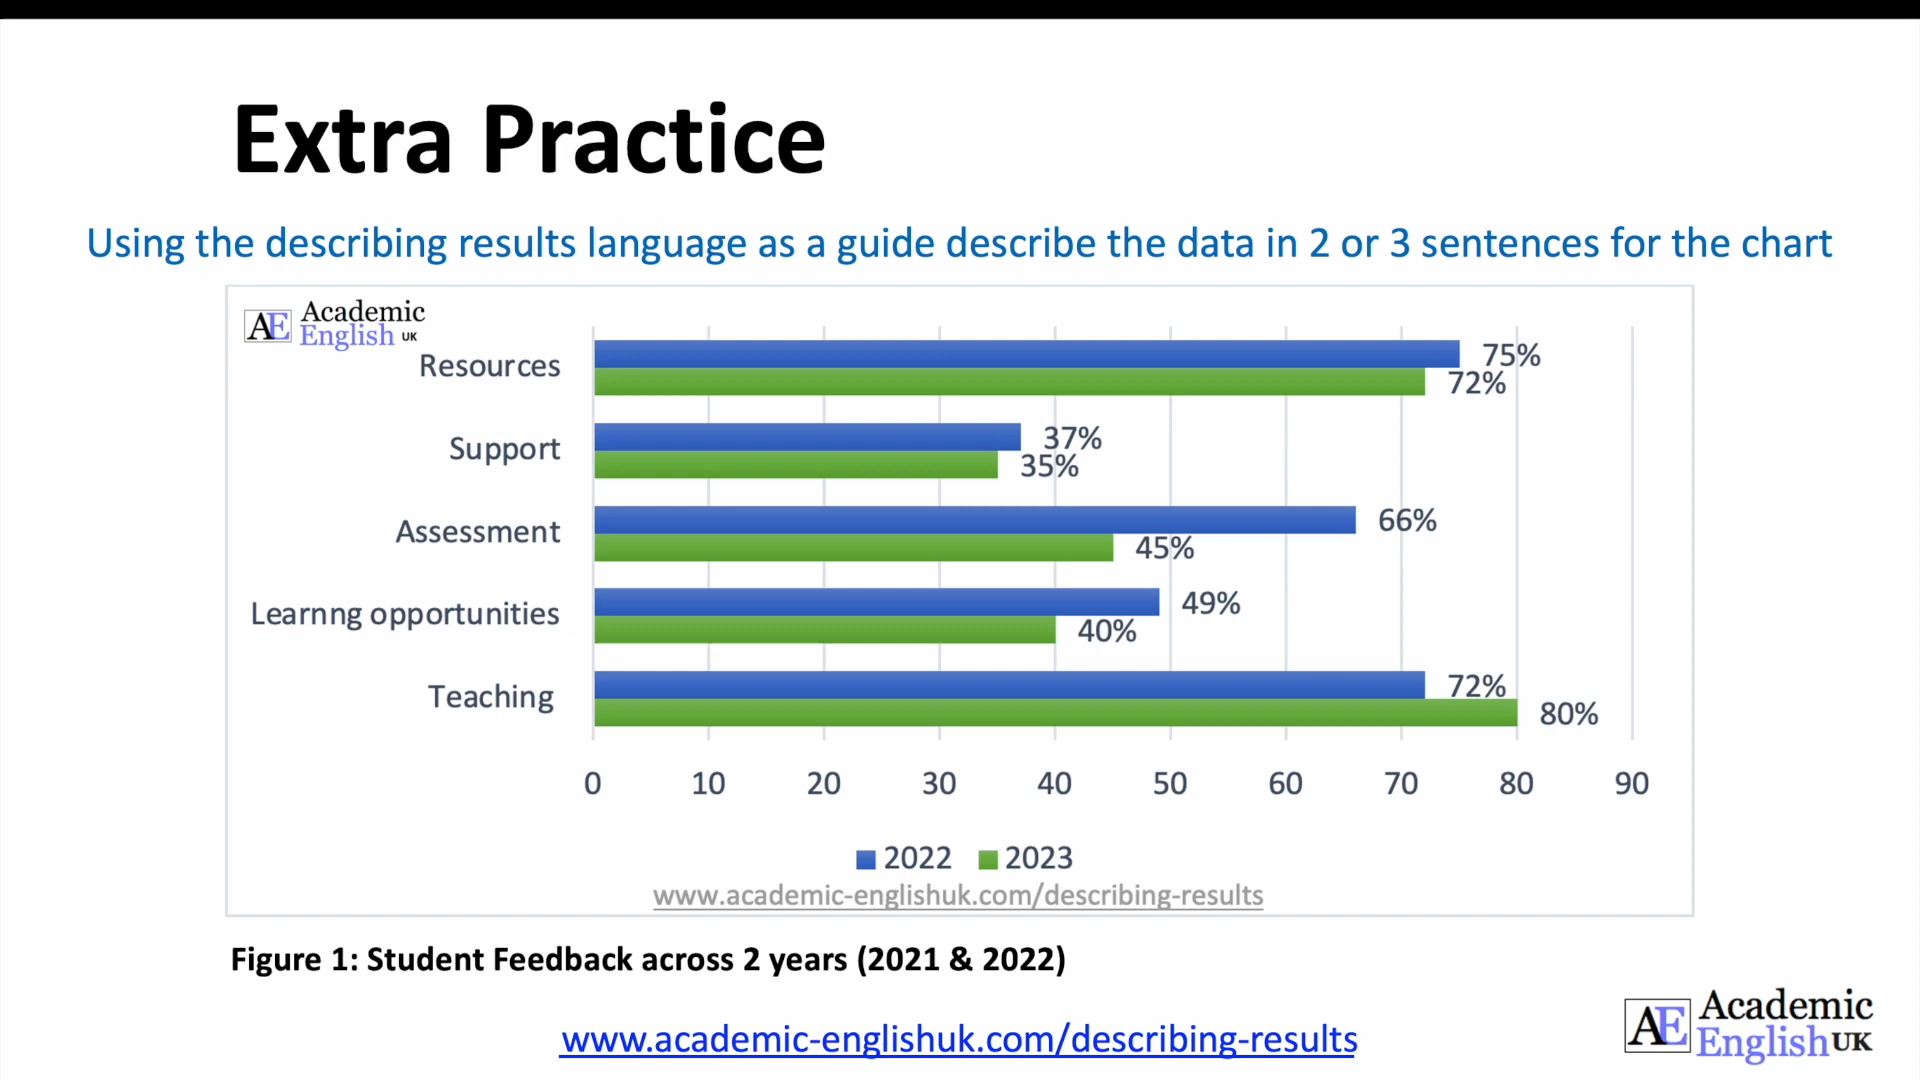 Extra Practice
Using the describing results language as a guide describe the data in 2 or 3 sentences for the chart
AE Academic
English UK
Resources
75%
72%
Support
37%
35%
Assessment
66%
45%
Learnng opportunities
49%
40%
Teaching
72%
80%
0 10 20 30 40 50 60 70 80 90
2022 2023
www.academic-englishuk.com/describing-results
Figure 1: Student Feedback across 2 years (2021 & 2022)
www.academic-englishuk.com/describing-results
AE Academic
English UK